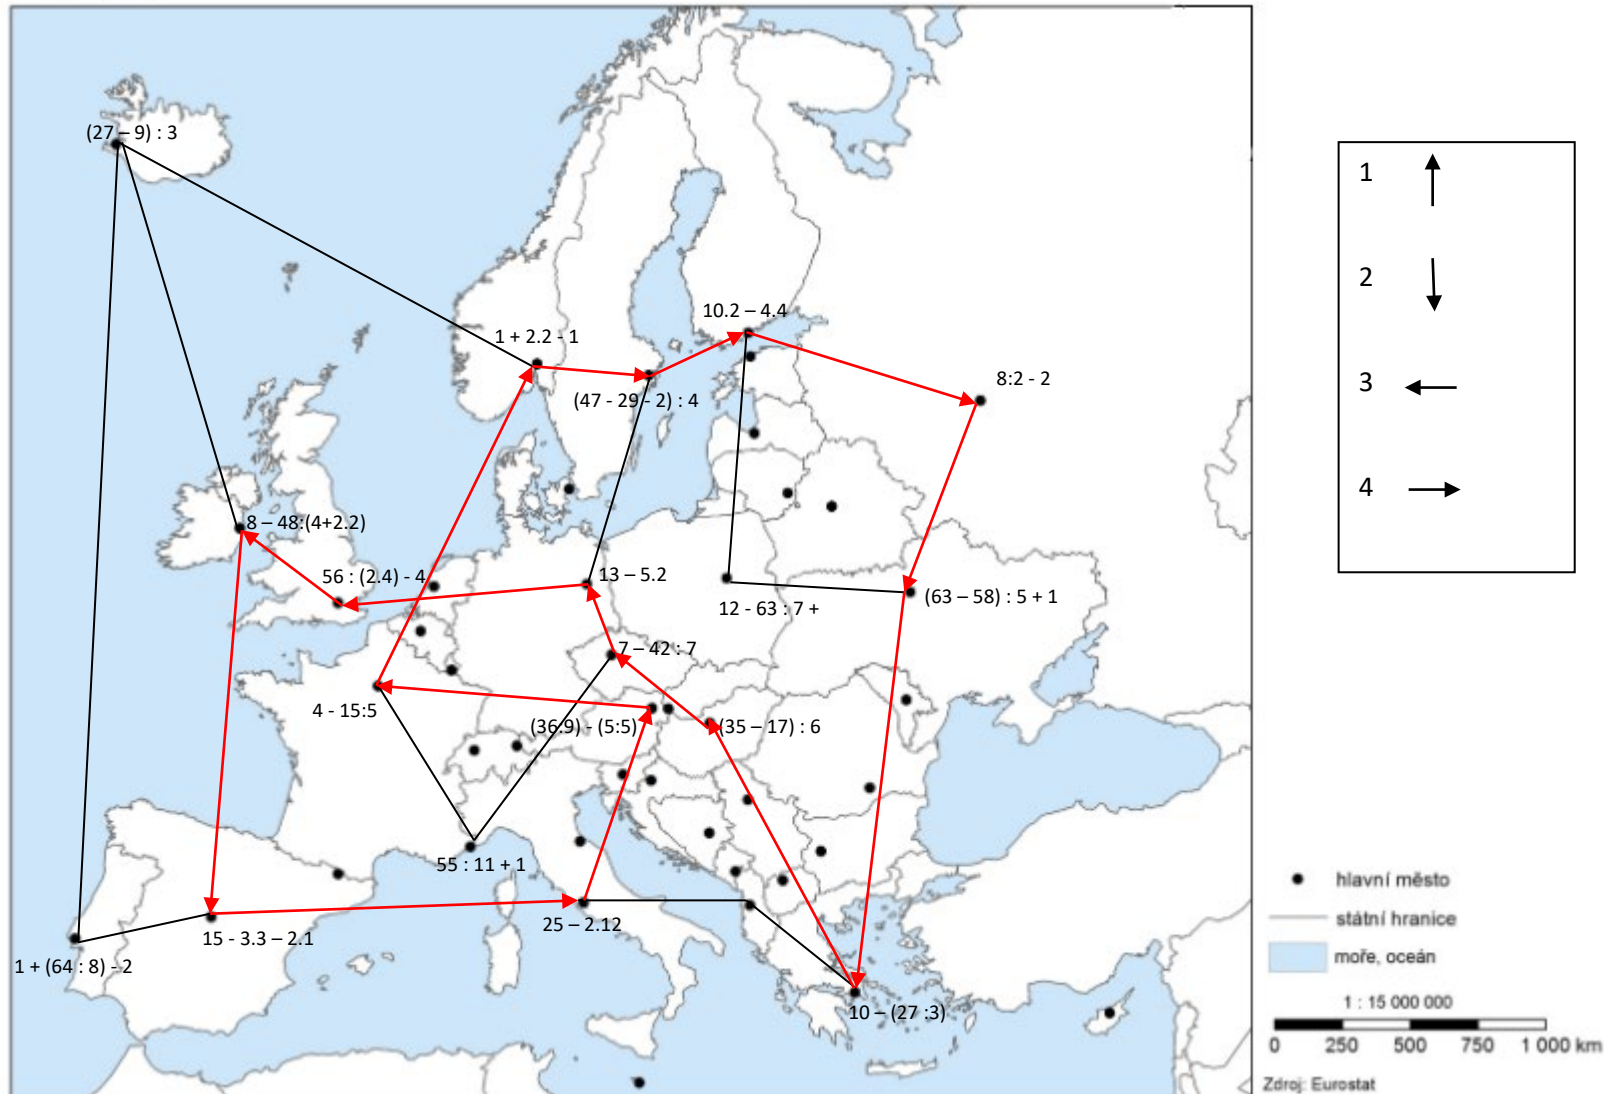 (27 – 9) : 3
1
2
10.2 – 4.4
1 + 2.2 - 1
8:2 - 2
3
(47 - 29 - 2) : 4
4
8 – 48:(4+2.2)
56 : (2.4) - 4
13 – 5.2
12 - 63 : 7 +
(63 – 58) : 5 + 1
7 – 42 : 7
4 - 15:5
(36:9) - (5:5)
(35 – 17) : 6
55 : 11 + 1
hlavní město
státní hranice
25 – 2.12
15 - 3.3 – 2.1
1 + (64 : 8) - 2
moře, oceán
10 – (27 :3)
1 : 15 000 000
0 250 500 750 1 000 km
Zdroj: Eurostat